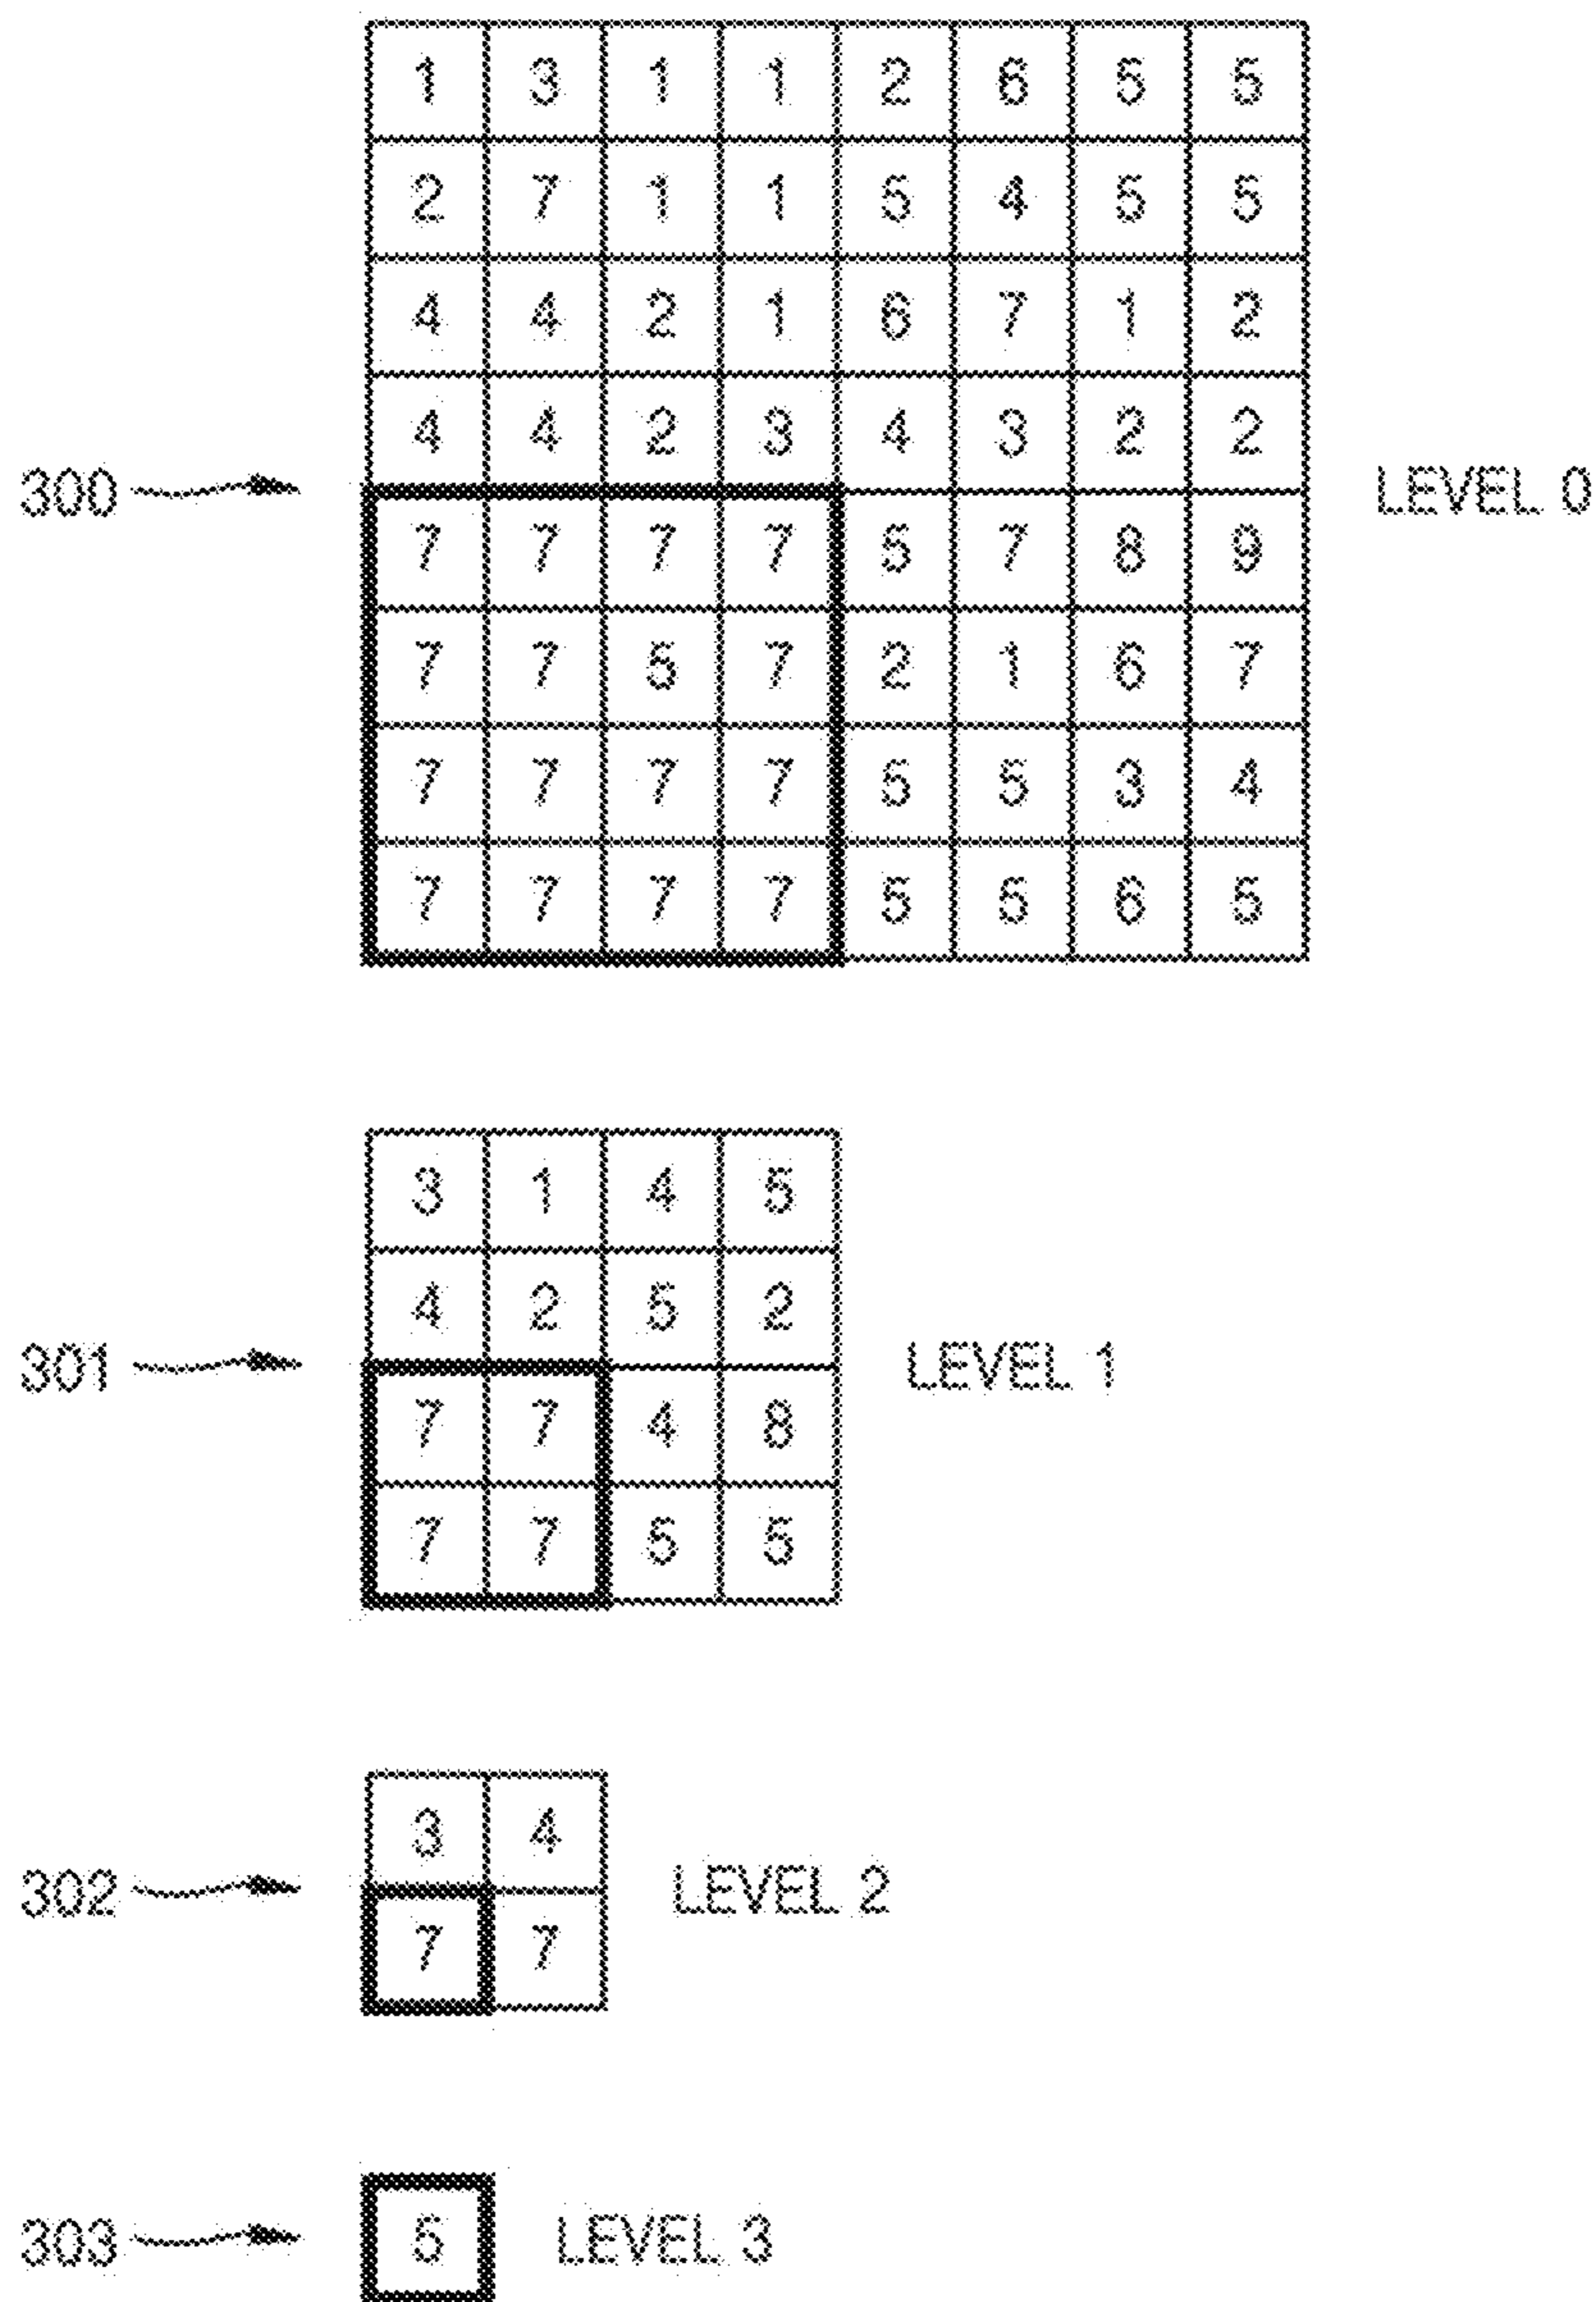 1 3 1 1 2 6 5 5
2 7 1 1 5 4 5 5
4 4 2 1 6 7 1 2
4 4 2 3 4 3 2 2
300
LEVEL 0
7 7 7 7 5 7 8 9
7 7 5 7 2 1 6 7
7 7 7 7 5 5 3 4
7 7 7 7 5 5 6 5
3 1 4 5
4 2 5 2
301
LEVEL 1
7 7 4 8
7 7 5 5
3 4
302
LEVEL 2
7 7
303
5
LEVEL 3